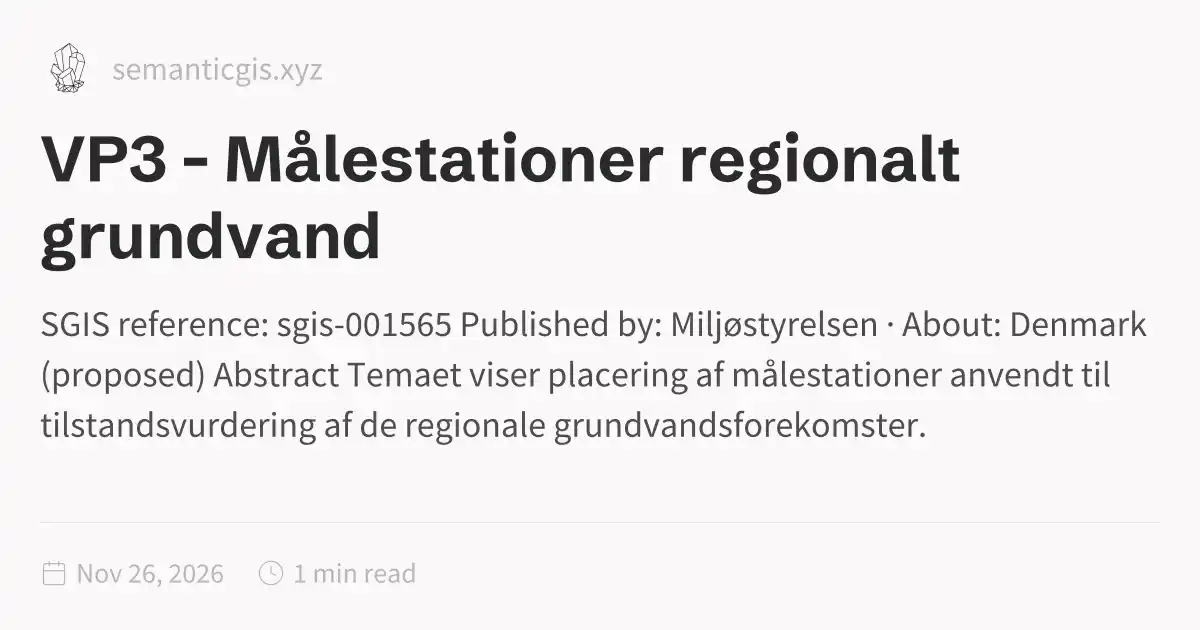 semanticgis.xyz
VP3 - Målestationer regionalt
grundvand
SGIS reference: sgis-001565 Published by: Miljøstyrelsen · About: Denmark
(proposed) Abstract Temaet viser placering af målestationer anvendt til
tilstandsvurdering af de regionale grundvandsforekomster.
Nov 26, 2026 1 min read